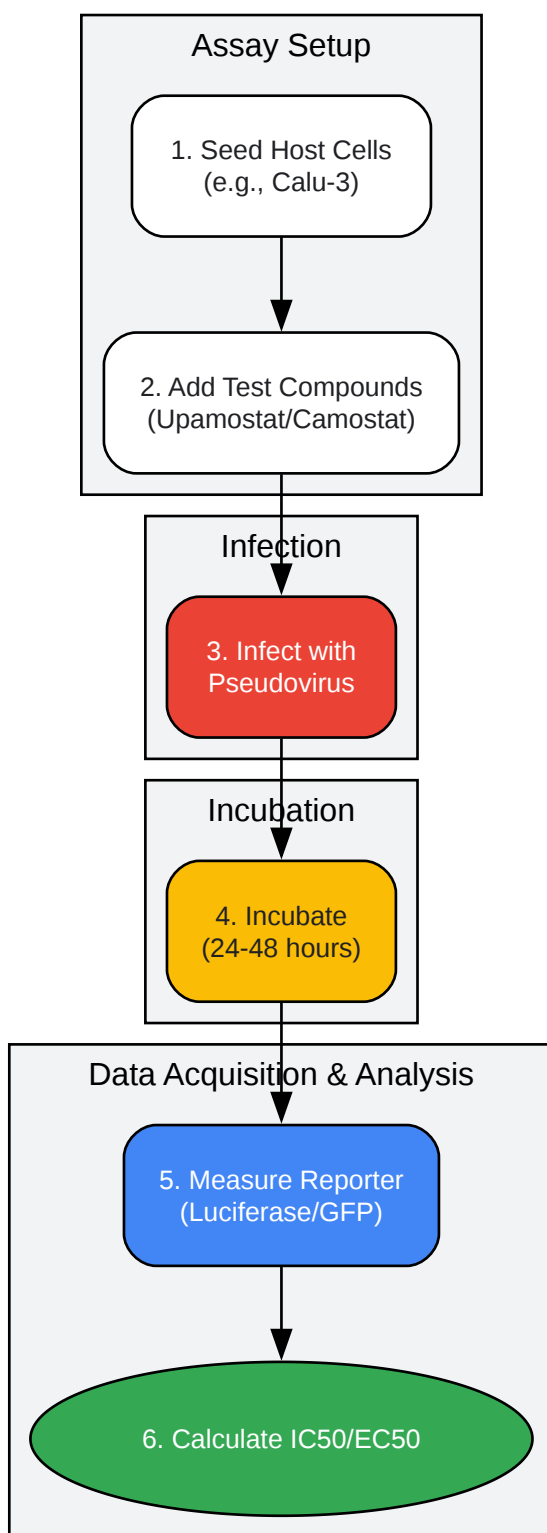 Assay Setup
1. Seed Host Cells
(e.g., Calu-3)
2. Add Test Compounds
(Upamostat/Camostat)
Infection
3. Infect with
Pseudovirus
Incubation
4. Incubate
(24-48 hours)
Data Acquisition & Analysis
5. Measure Reporter
(Luciferase/GFP)
6. Calculate IC50/EC50